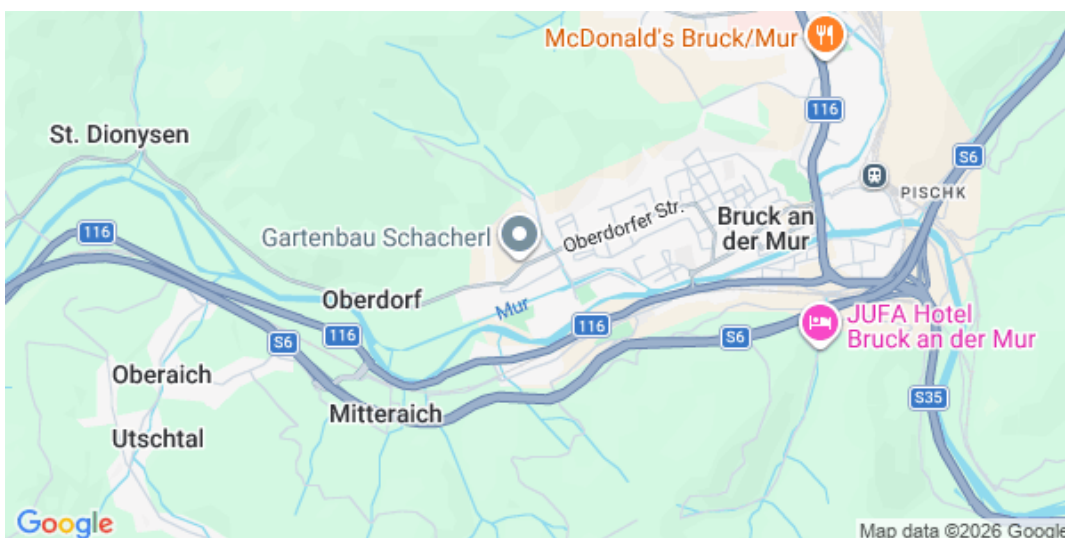 McDonald's Bruck/Mur
116
S6
St. Dionysen
PISCHK
Oberdorfer Str.
Bruck an
der Mur
116
Gartenbau Schacherl
Oberdorf
Mur
JUFA Hotel
Bruck an der Mur
116
116
S6
S6
Oberaich
S35
Mitteraich
Utschtal
Google
Map data ©2026 Google